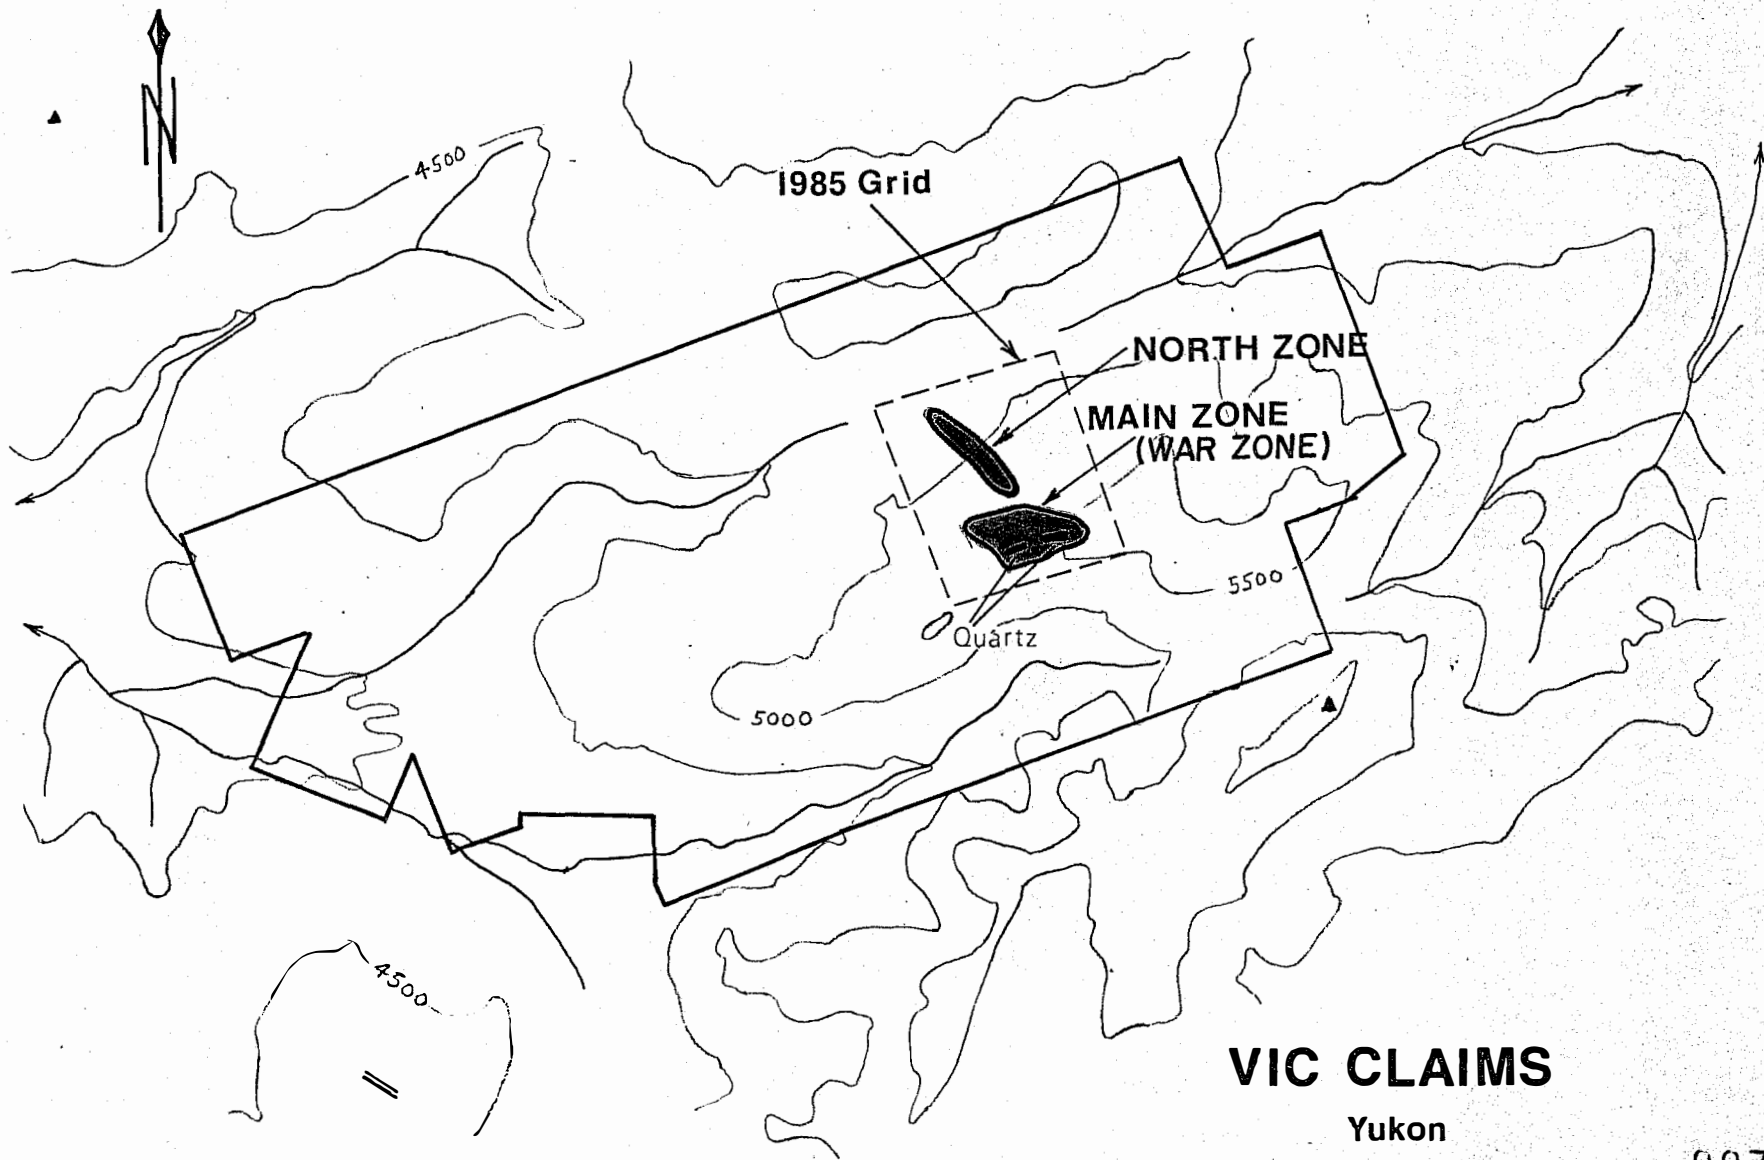 N
4500
1985 Grid
NORTH ZONE
MAIN ZONE
(WAR ZONE)
5500
Quartz
5000
4500
VIC CLAIMS
Yukon